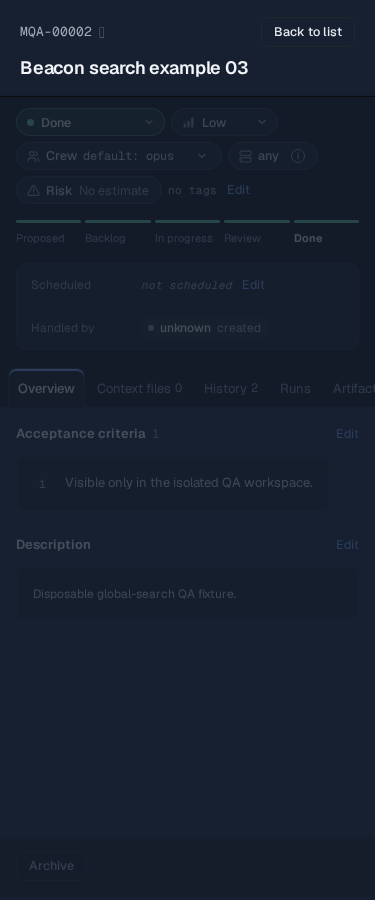 MQA-00002
Back to list
Beacon search example 03
Done
Low
Crew default: opus
any
Risk No estimate
no tags
Edit
Proposed
Backlog
In progress
Review
Done
Scheduled
not scheduled
Edit
Handled by
unknown created
Overview
Context files 0
History 2
Runs
Artifact
Acceptance criteria 1
Edit
1 Visible only in the isolated QA workspace.
Description
Edit
Disposable global-search QA fixture.
Archive